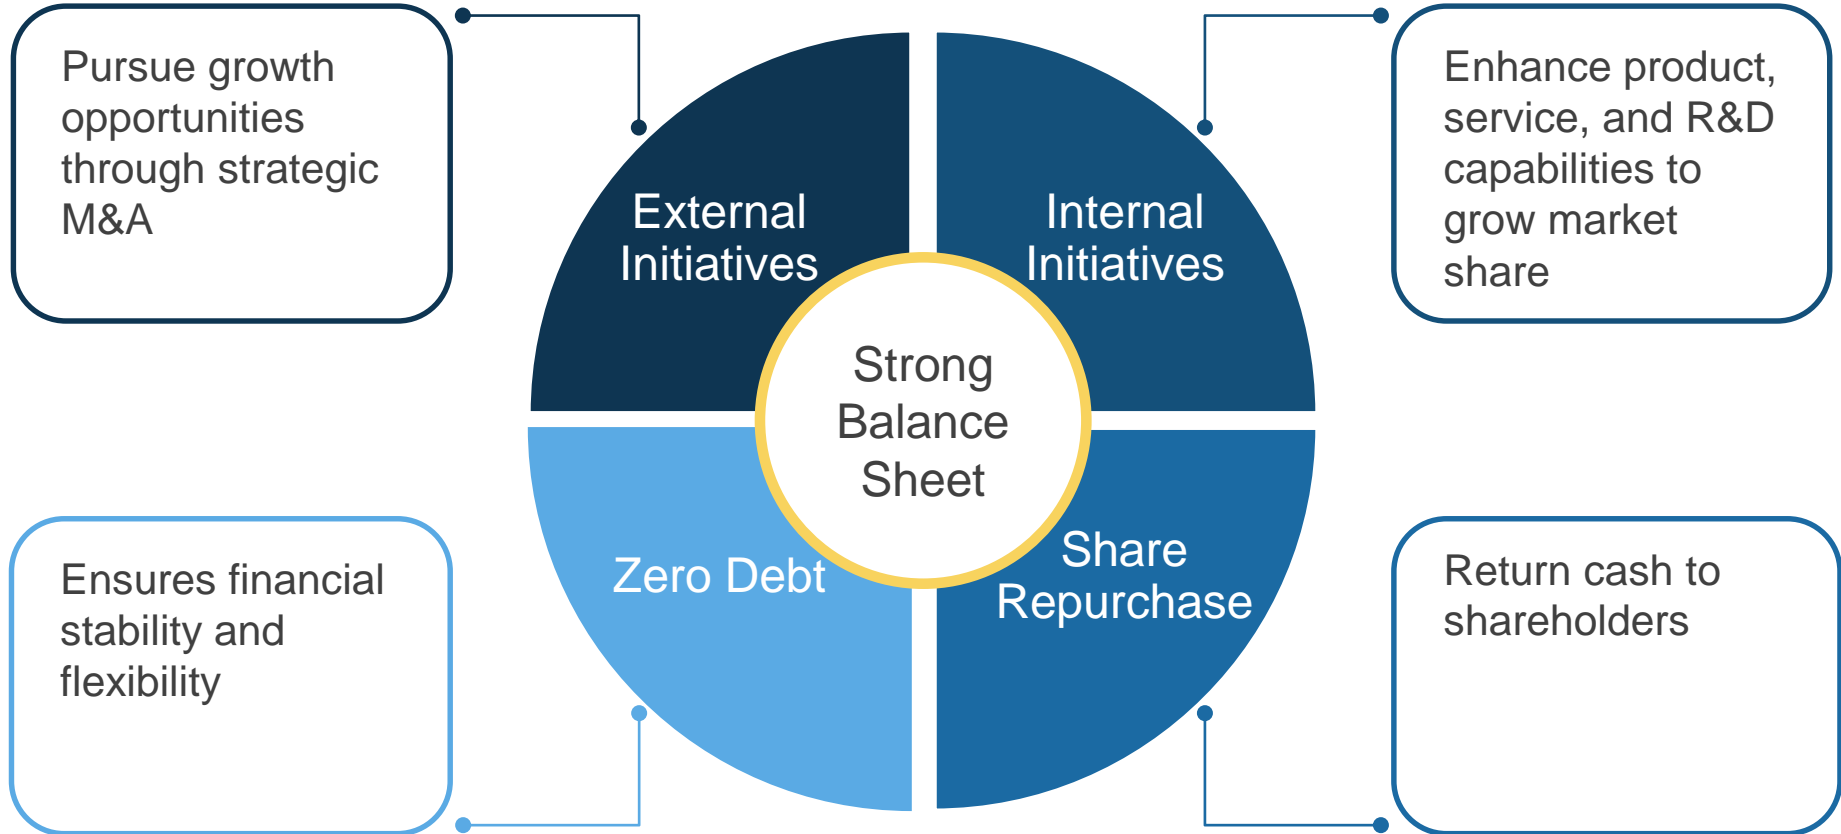 Pursue growth
opportunities
through strategic
M&A
External
Initiatives
Internal
Initiatives
Enhance product,
service, and R&D
capabilities to
grow market
share
Strong
Balance
Sheet
Ensures financial
stability and
flexibility
Zero Debt
Share
Repurchase
Return cash to
shareholders